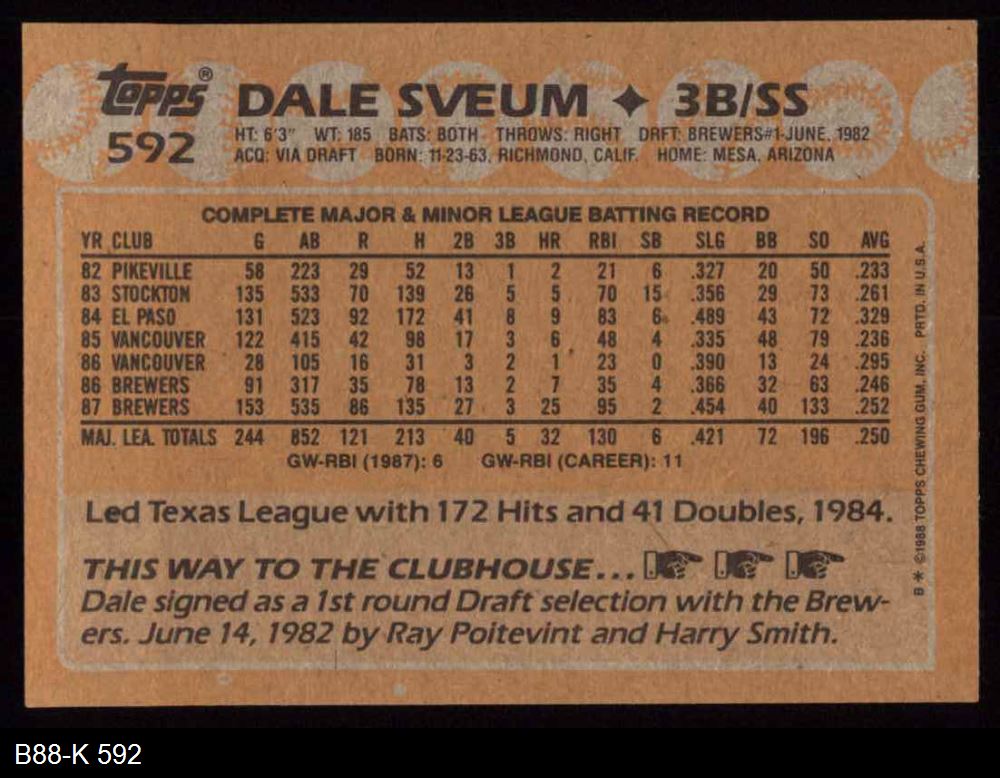 topps® DALE SVEUM ✦ 3B/SS
592 HT: 6'3" WT: 185 BATS: BOTH THROWS: RIGHT DRFT: BREWERS#1-JUNE, 1982
ACQ: VIA DRAFT BORN: 11-23-63, RICHMOND, CALIF. HOME: MESA, ARIZONA
COMPLETE MAJOR & MINOR LEAGUE BATTING RECORD
YR CLUB G AB R H 2B 3B HR RBI SB SLG BB SO AVG
82 PIKEVILLE 58 223 29 52 13 1 2 21 6 .327 20 50 .233
83 STOCKTON 135 533 70 139 26 5 5 70 15 .356 29 73 .261
84 EL PASO 131 523 92 172 41 8 9 83 6 .489 43 72 .329
85 VANCOUVER 122 415 42 98 17 3 6 48 4 .335 48 79 .236
86 VANCOUVER 28 105 16 31 3 2 1 23 0 .390 13 24 .295
86 BREWERS 91 317 35 78 13 2 7 35 4 .366 32 63 .246
87 BREWERS 153 535 86 135 27 3 25 95 2 .454 40 133 .252
MAJ. LEA. TOTALS 244 852 121 213 40 5 32 130 6 .421 72 196 .250
GW-RBI (1987): 6 GW-RBI (CAREER): 11
Led Texas League with 172 Hits and 41 Doubles, 1984.
THIS WAY TO THE CLUBHOUSE...
Dale signed as a 1st round Draft selection with the Brew-
ers. June 14, 1982 by Ray Poitevint and Harry Smith.
B* ©1988 TOPPS CHEWING GUM, INC. PRTD. IN U.S.A.
B88-K 592